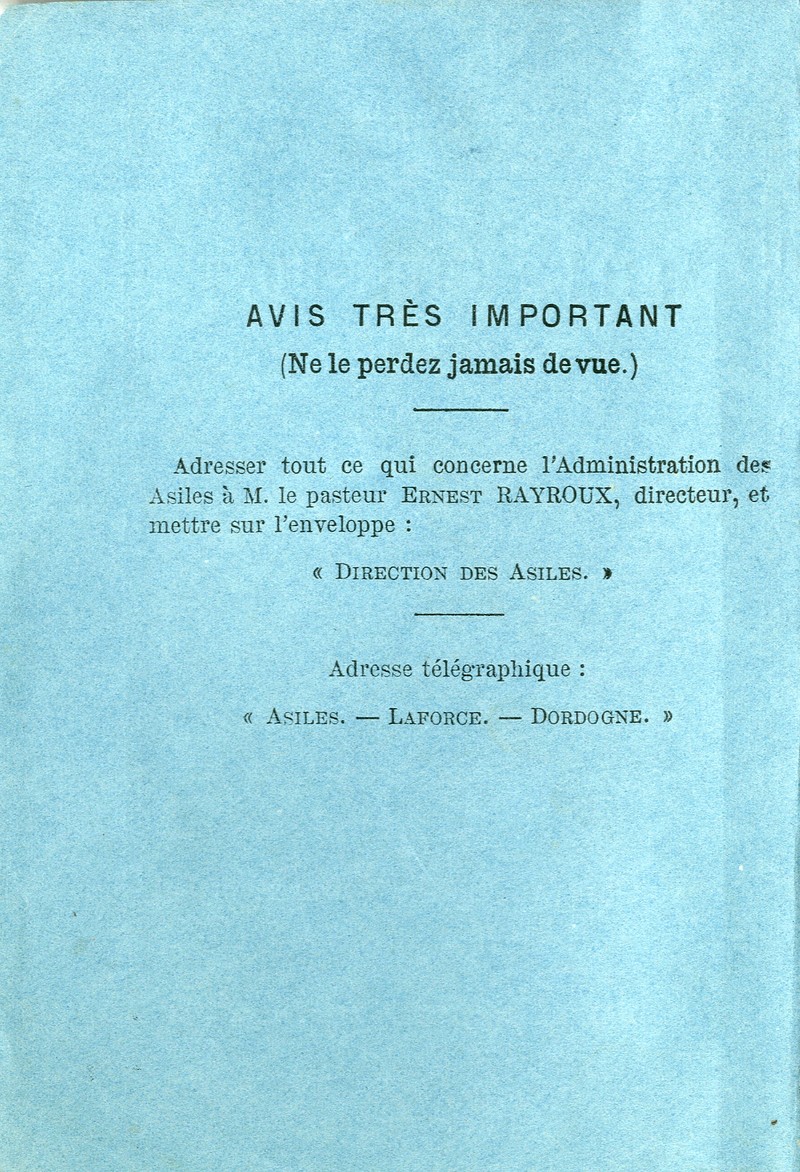 AVIS TRÈS IMPORTANT
(Ne le perdez jamais de vue.)
Adresser tout ce qui concerne l'Administration des
Asiles à M. le pasteur ERNEST RAYROUX, directeur, et
mettre sur l'enveloppe :
« DIRECTION DES ASILES. »
Adresse télégraphique :
« ASILES. — LAFORCE. — DORDOGNE. »